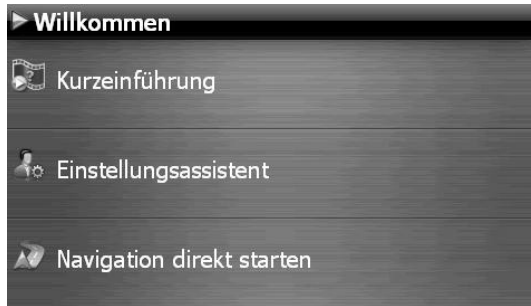 Willkommen
Kurzeinführung
Einstellungsassistent
Navigation direkt starten